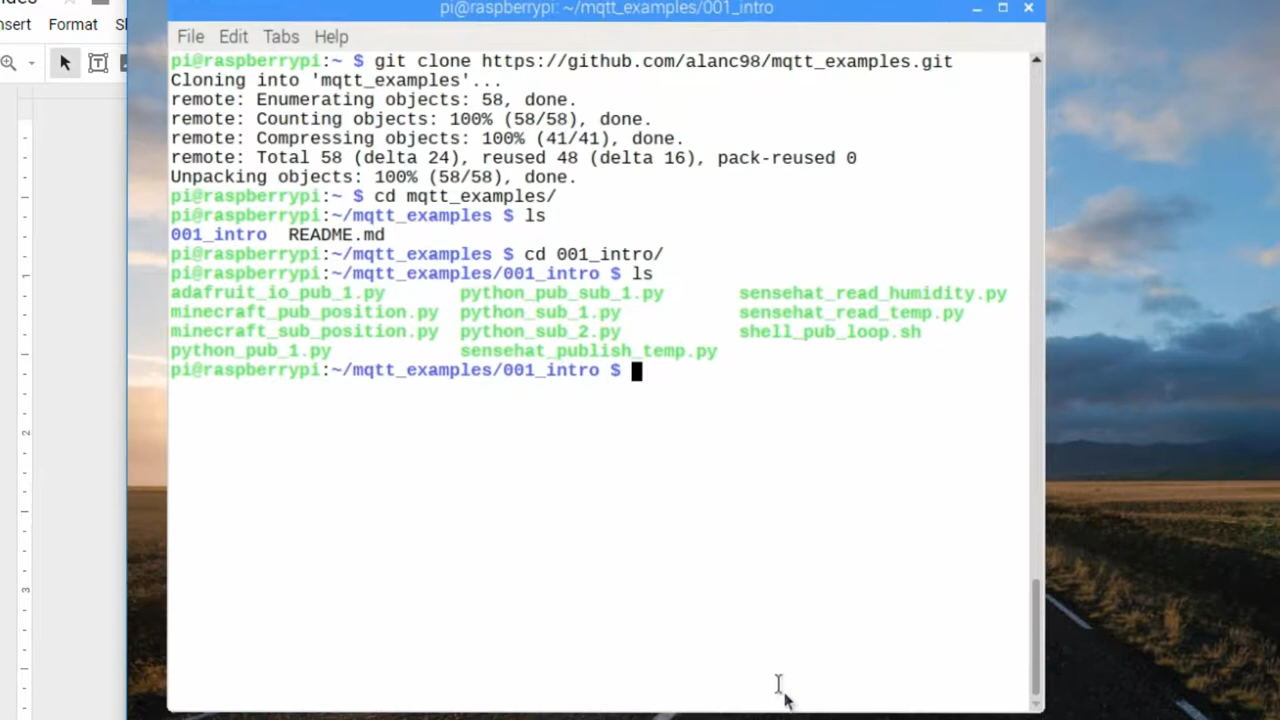 nsert Format
pi@raspberrypi: ~/mqtt_examples/001_intro
File Edit Tabs Help
pi@raspberrypi:~ $ git clone https://github.com/alanc98/mqtt_examples.git
Cloning into 'mqtt_examples'...
remote: Enumerating objects: 58, done.
remote: Counting objects: 100% (58/58), done.
remote: Compressing objects: 100% (41/41), done.
remote: Total 58 (delta 24), reused 48 (delta 16), pack-reused 0
Unpacking objects: 100% (58/58), done.
pi@raspberrypi:~ $ cd mqtt_examples/
pi@raspberrypi:~/mqtt_examples $ ls
001_intro README.md
pi@raspberrypi:~/mqtt_examples $ cd 001_intro/
pi@raspberrypi:~/mqtt_examples/001_intro $ ls
adafruit_io_pub_1.py python_pub_sub_1.py sensehat_read_humidity.py
minecraft_pub_position.py python_sub_1.py sensehat_read_temp.py
minecraft_sub_position.py python_sub_2.py shell_pub_loop.sh
python_pub_1.py sensehat_publish_temp.py
pi@raspberrypi:~/mqtt_examples/001_intro $
1
2
3